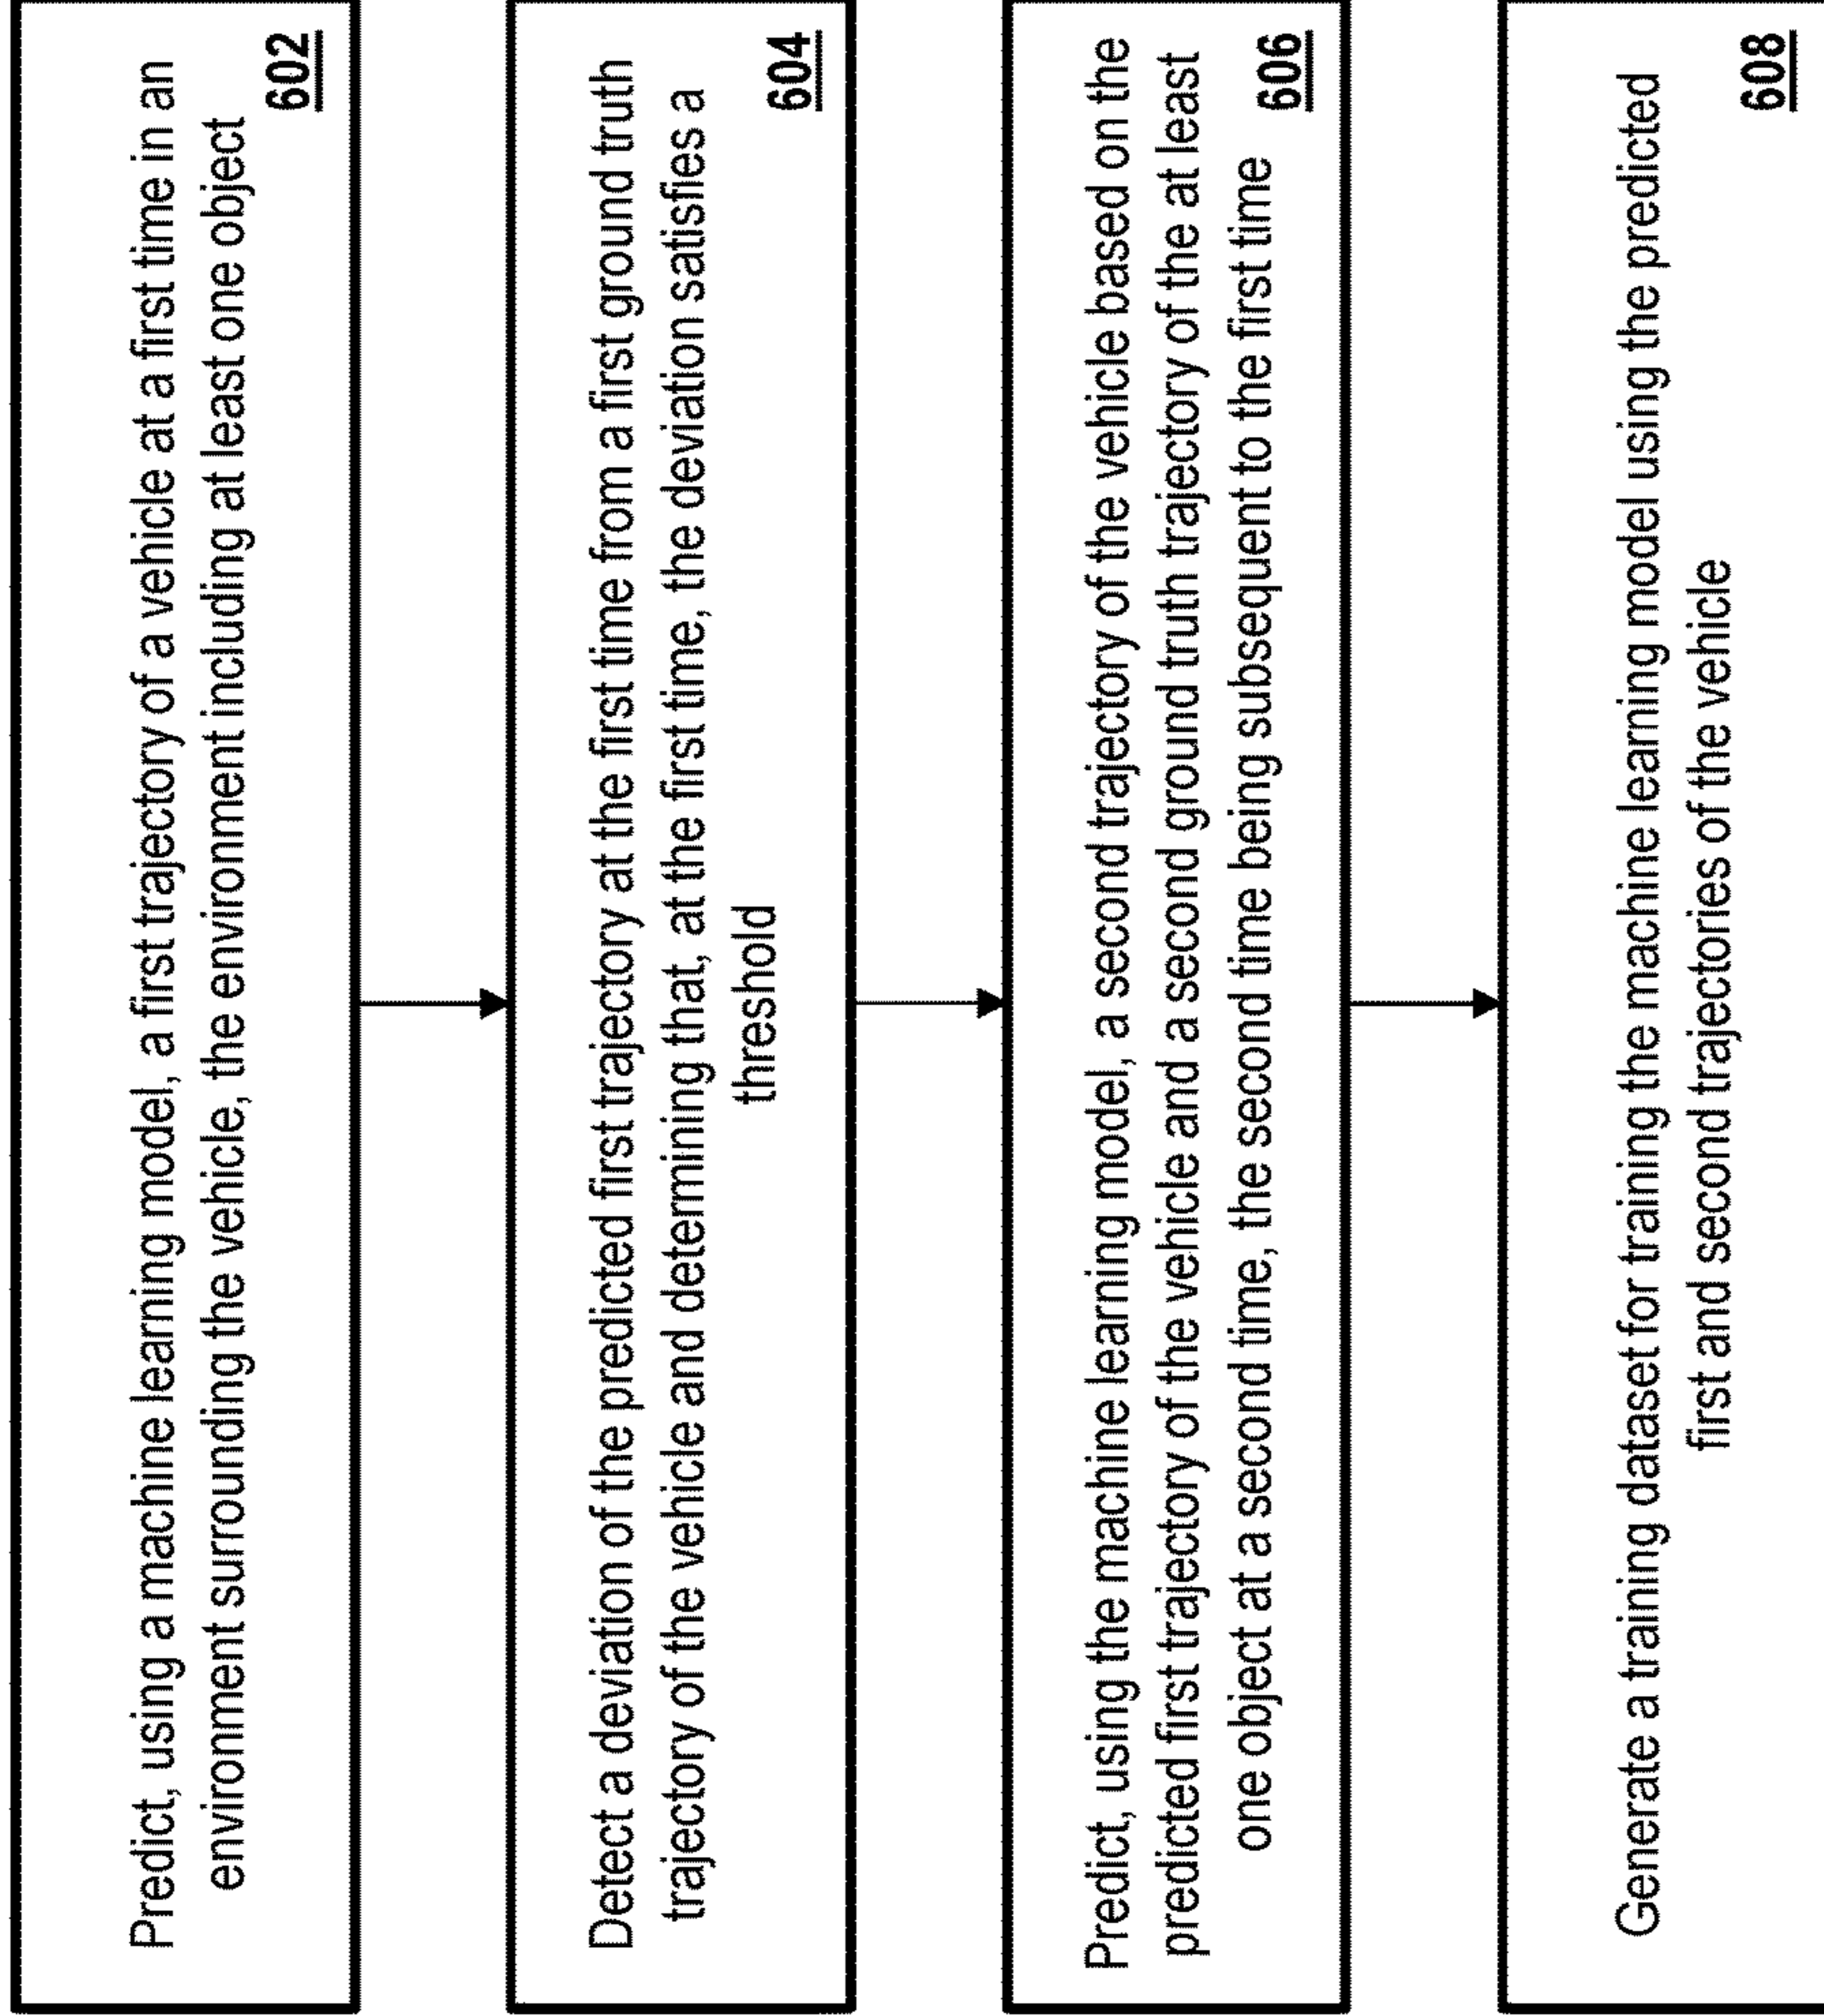 Predict, using a machine learning model, a first trajectory of a vehicle at a first time in an
environment surrounding the vehicle, the environment including at least one object
602
Detect a deviation of the predicted first trajectory at the first time from a first ground truth
trajectory of the vehicle and determining that, at the first time, the deviation satisfies a
threshold
604
Predict, using the machine learning model, a second trajectory of the vehicle based on the
predicted first trajectory of the vehicle and a second ground truth trajectory of the at least
one object at a second time, the second time being subsequent to the first time
606
Generate a training dataset for training the machine learning model using the predicted
first and second trajectories of the vehicle
608